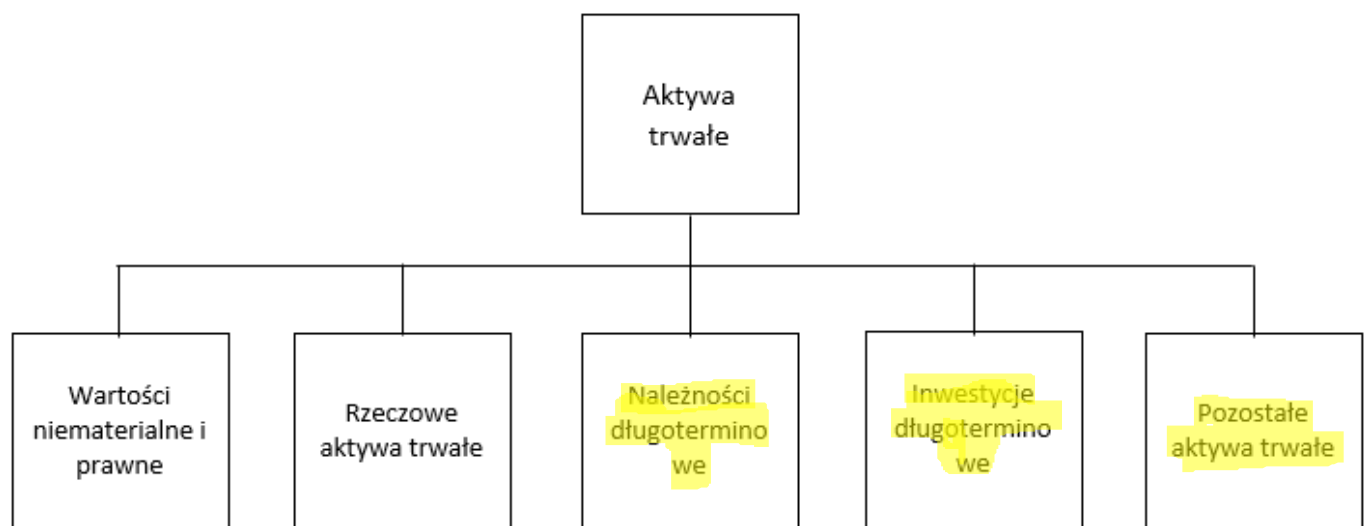 Aktywa
trwałe
Wartości
niematerialne i
prawne
Rzeczowe
aktywa trwałe
Należności
długotermino
we
Inwestycje
długotermino
we
Pozostałe
aktywa trwałe